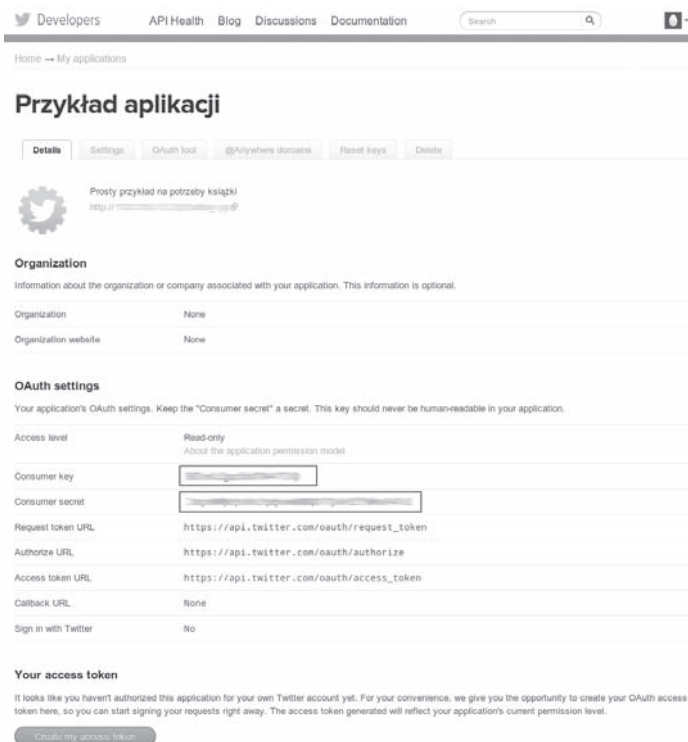 Developers
API Health Blog Discussions Documentation
Search
Home → My applications
Przykład aplikacji
Details Settings OAuth tool @Anywhere domains Reset keys Delete
Prosty przykład na potrzeby książki
http://
Organization
Information about the organization or company associated with your application. This information is optional.
Organization None
Organization website None
OAuth settings
Your application's OAuth settings. Keep the "Consumer secret" a secret. This key should never be human-readable in your application.
Access level Read-only
About the application permission model
Consumer key
Consumer secret
Request token URL https://api.twitter.com/oauth/request_token
Authorize URL https://api.twitter.com/oauth/authorize
Access token URL https://api.twitter.com/oauth/access_token
Callback URL None
Sign in with Twitter No
Your access token
It looks like you haven't authorized this application for your own Twitter account yet. For your convenience, we give you the opportunity to create your OAuth access
token here, so you can start signing your requests right away. The access token generated will reflect your application's current permission level.
Create my access token